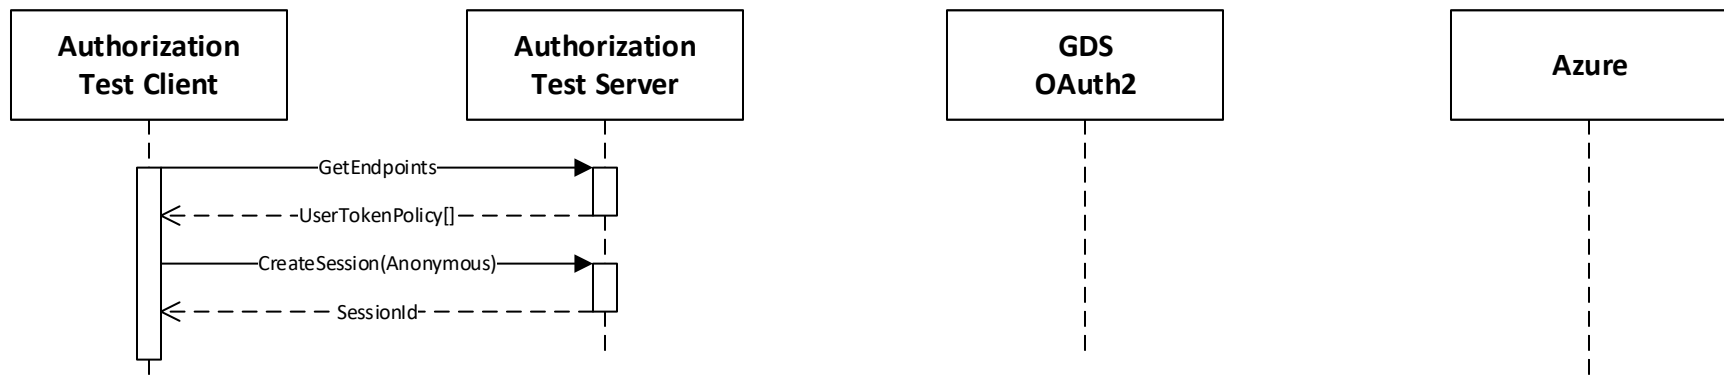 Authorization
Test Client
Authorization
Test Server
GDS
OAuth2
Azure
GetEndpoints
UserTokenPolicy[]
CreateSession(Anonymous)
SessionId